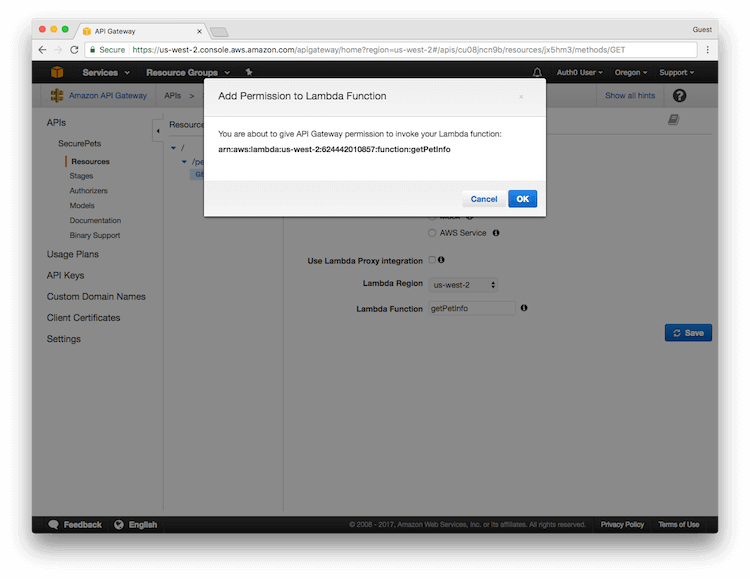 API Gateway
Guest
Secure
https://us-west-2.console.aws.amazon.com/apigateway/home?region=us-west-2#/apis/cu08jncn9b/resources/jx5hm3/methods/GET
Services
Resource Groups
Auth0 User
Oregon
Support
Amazon API Gateway
APIs >
Show all hints
Add Permission to Lambda Function
You are about to give API Gateway permission to invoke your Lambda function:
arn:aws:lambda:us-west-2:624442010857:function:getPetInfo
Cancel
OK
APIs
SecurePets
Resources
Stages
Authorizers
Models
Documentation
Binary Support
Usage Plans
API Keys
Custom Domain Names
Client Certificates
Settings
/
AWS Service
Use Lambda Proxy integration
Lambda Region us-west-2
Lambda Function getPetInfo
Save
Feedback
English
© 2008 - 2017, Amazon Web Services, Inc. or its affiliates. All rights reserved.
Privacy Policy
Terms of Use